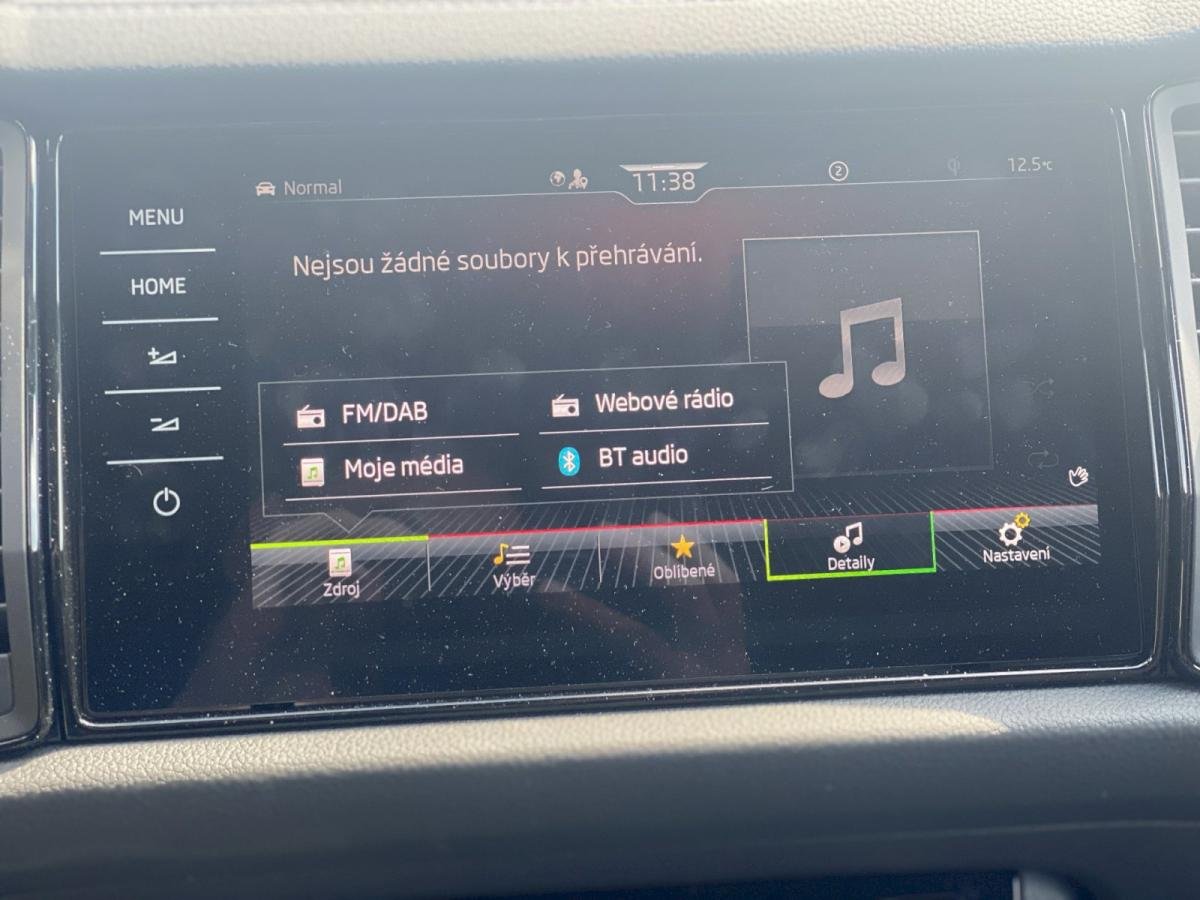 Normal
11:38
2
12.5°C
MENU
HOME
Nejsou žádné soubory k přehrávání.
FM/DAB
Webové rádio
Moje média
BT audio
Zdroj
Výběr
Oblíbené
Detaily
Nastavení